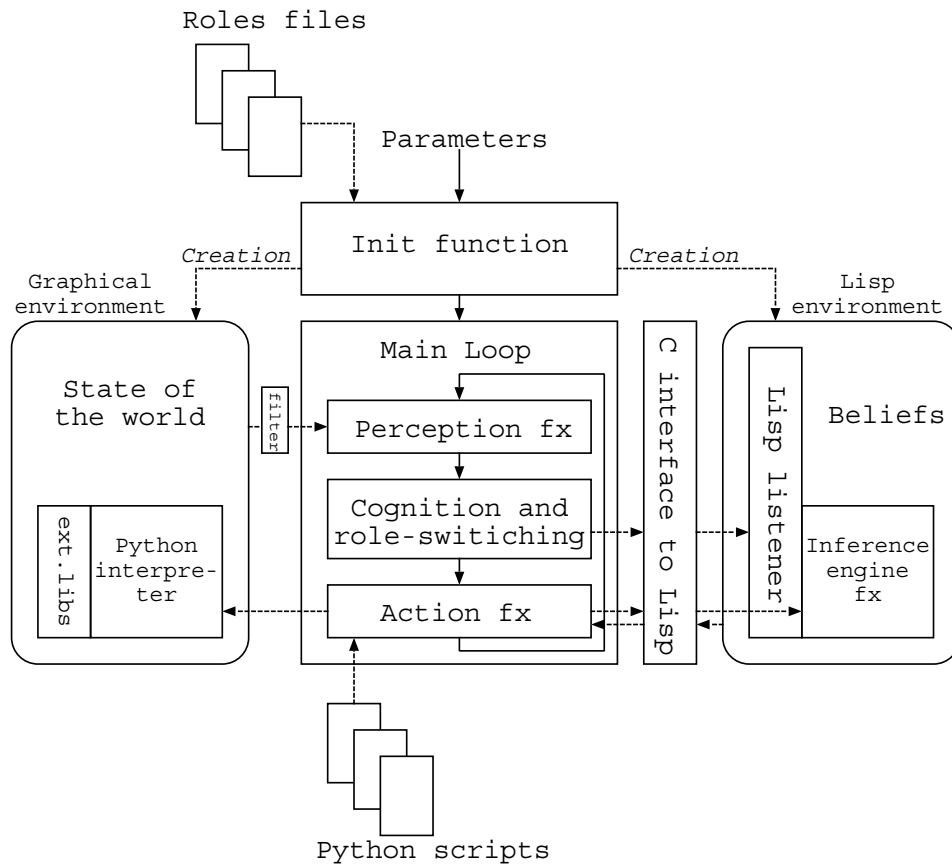 Roles files
Parameters
Init function
Creation
Creation
Graphical
environment
Lisp
environment
State of
the world
filter
Main Loop
Perception fx
Cognition and
role-switiching
Action fx
C interface to Lisp
Lisp listener
Beliefs
ext.libs
Python
interpre-
ter
Inference
engine
fx
Python scripts